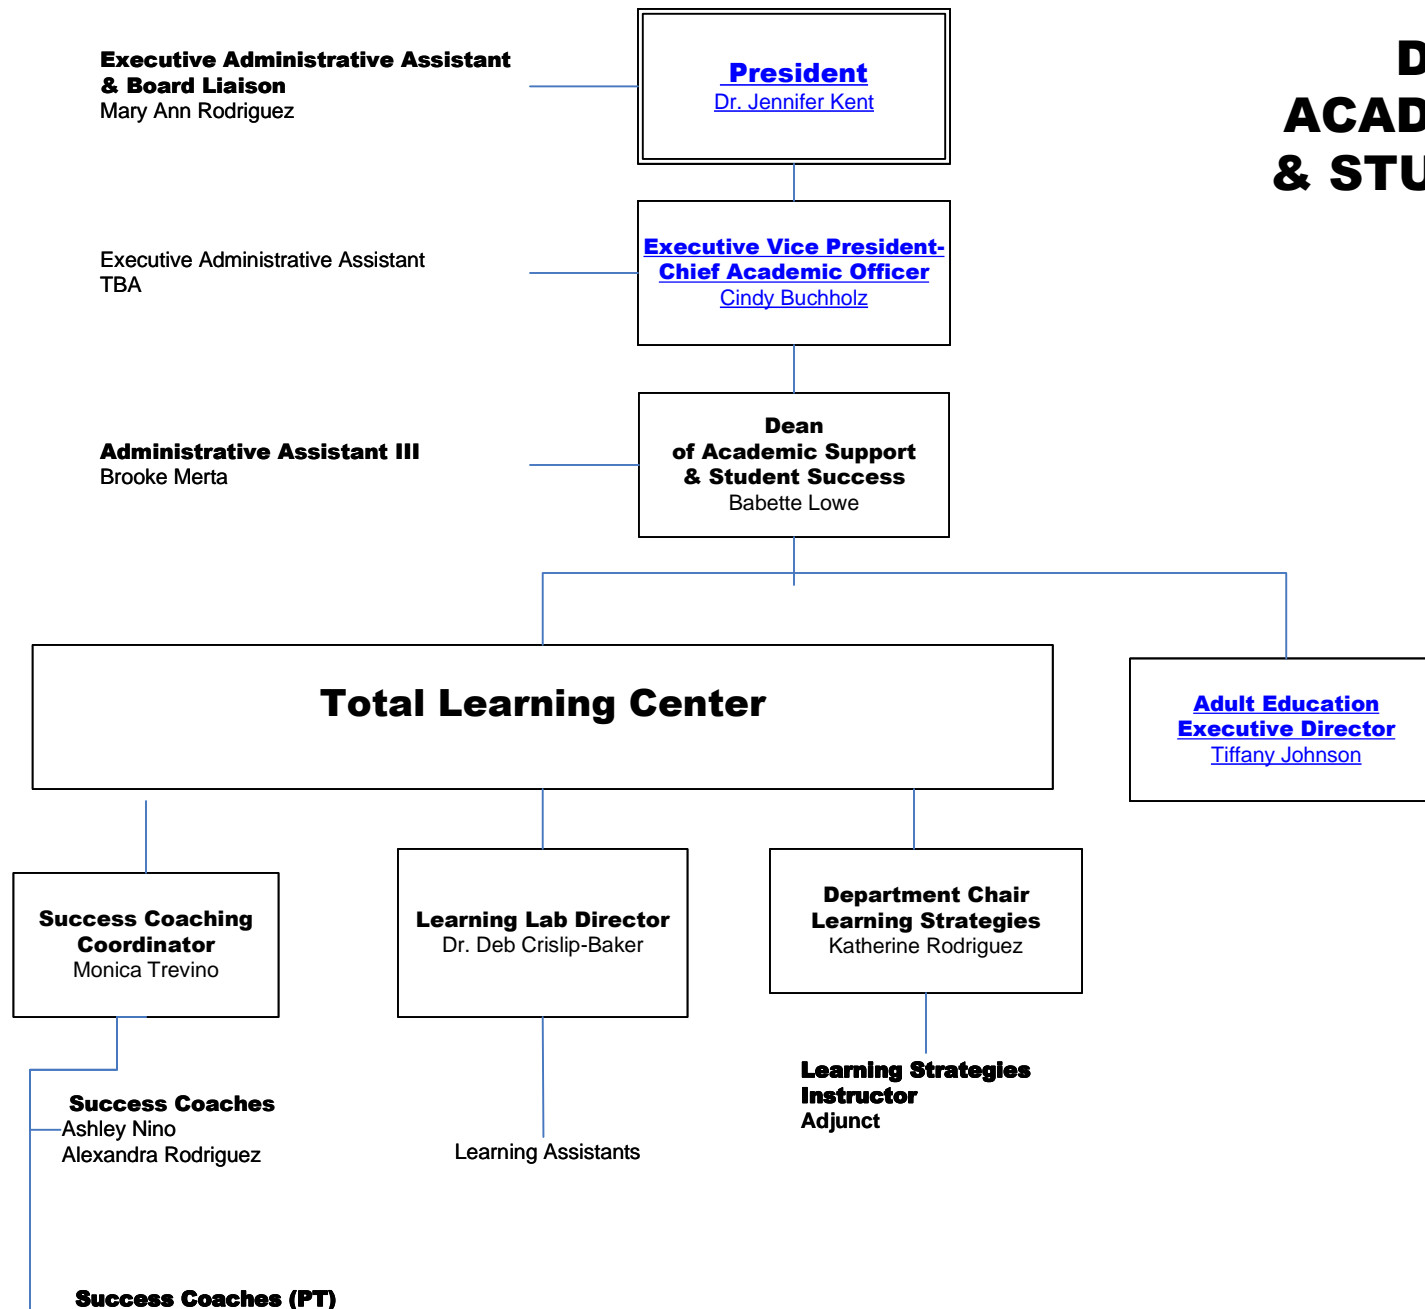 Executive Administrative Assistant
& Board Liaison
Mary Ann Rodriguez
President
Dr. Jennifer Kent
D
ACAD
& STU
Executive Administrative Assistant
TBA
Executive Vice President-
Chief Academic Officer
Cindy Buchholz
Administrative Assistant III
Brooke Merta
Dean
of Academic Support
& Student Success
Babette Lowe
Total Learning Center
Adult Education
Executive Director
Tiffany Johnson
Success Coaching
Coordinator
Monica Trevino
Learning Lab Director
Dr. Deb Crislip-Baker
Department Chair
Learning Strategies
Katherine Rodriguez
Success Coaches
Ashley Nino
Alexandra Rodriguez
Learning Assistants
Learning Strategies
Instructor
Adjunct
Success Coaches (PT)